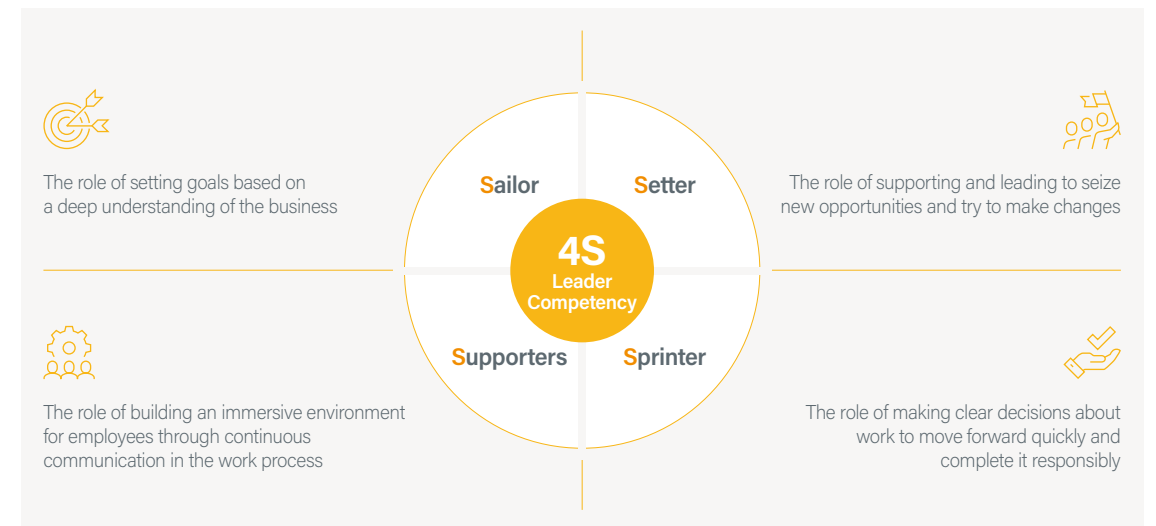 The role of setting goals based on
a deep understanding of the business
Sailor
Setter
The role of supporting and leading to seize
new opportunities and try to make changes
4S
Leader
Competency
The role of building an immersive environment
for employees through continuous
communication in the work process
Supporters
Sprinter
The role of making clear decisions about
work to move forward quickly and
complete it responsibly